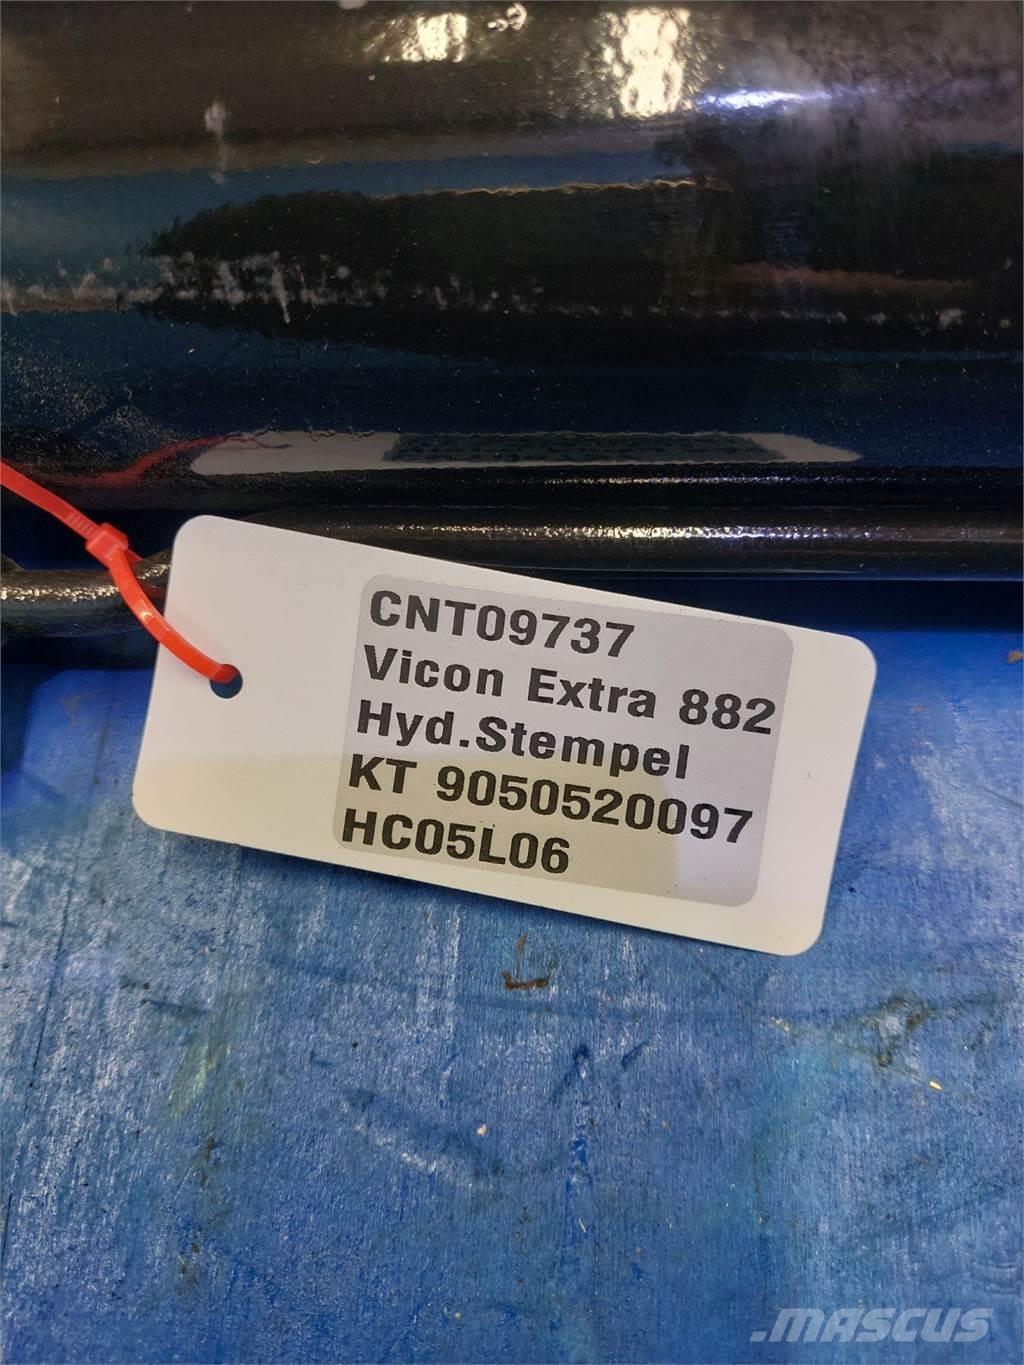 CNT09737
Vicon Extra 882
Hyd.Stempel
KT 9050520097
HC05L06
.MASCUS